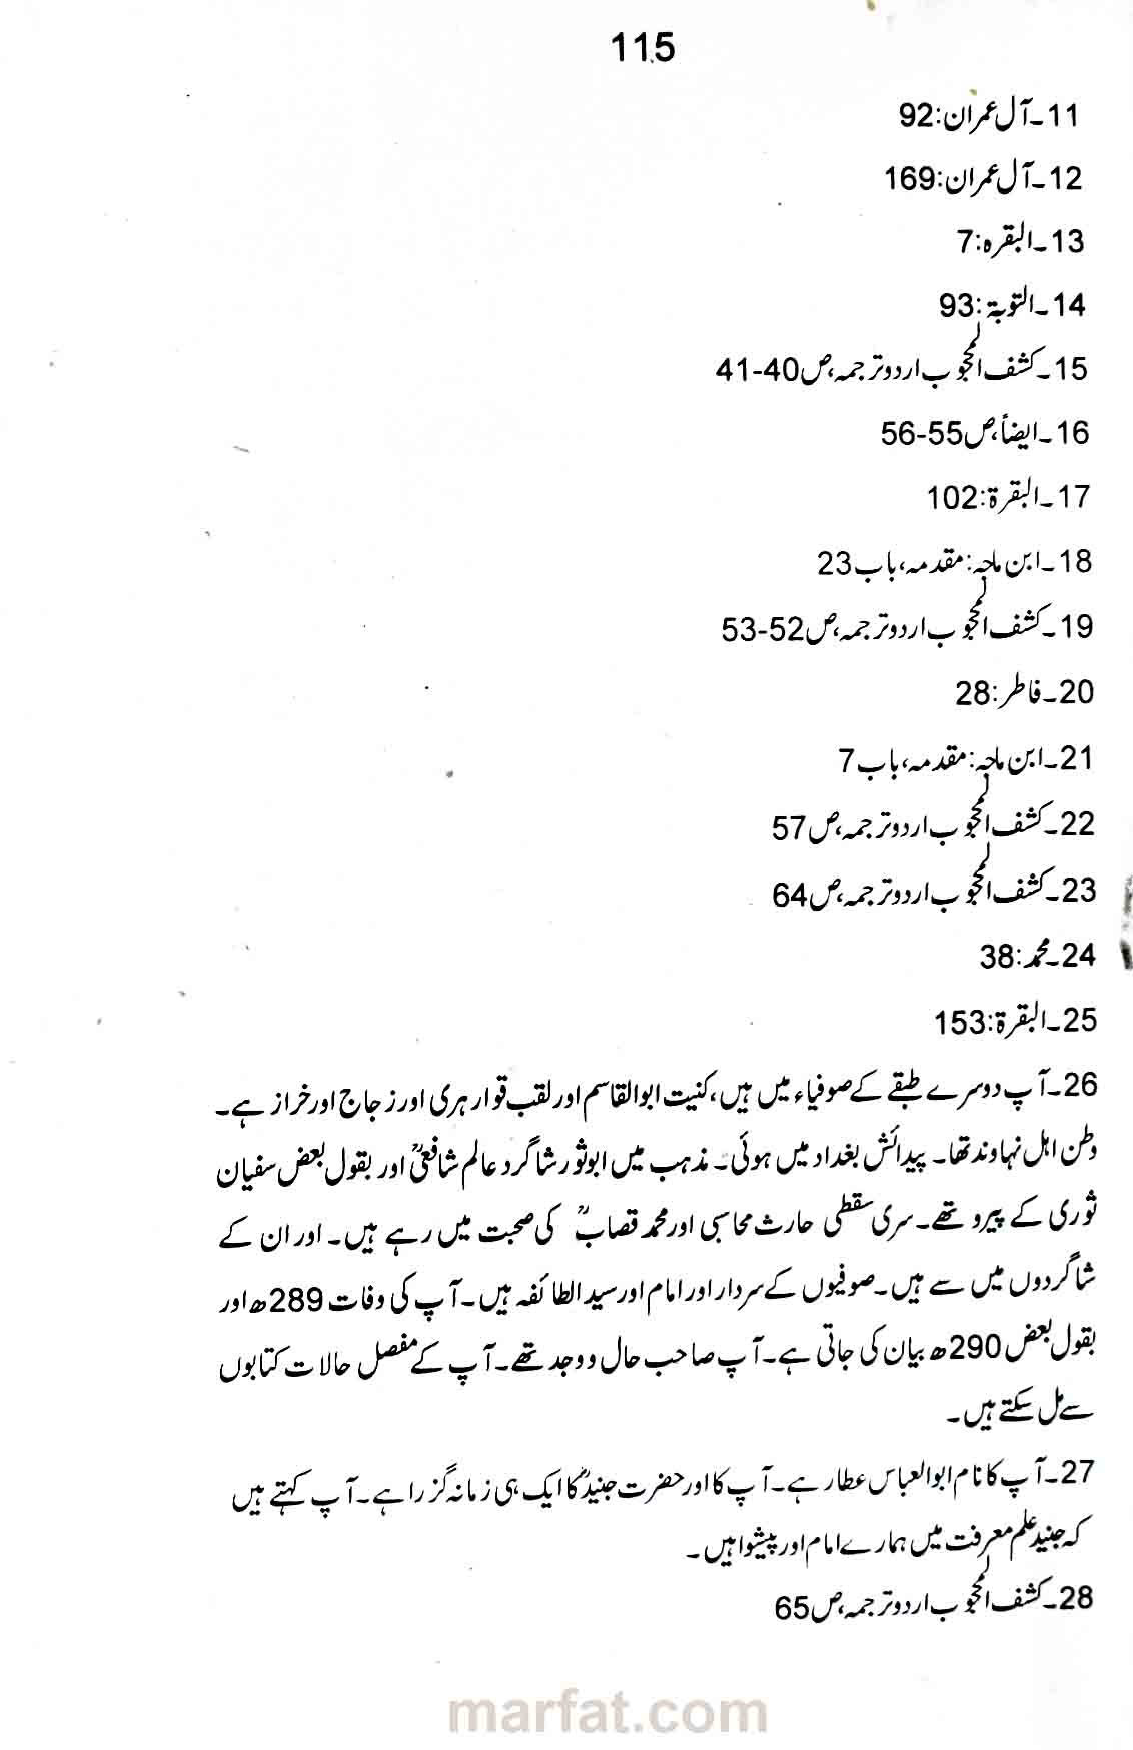 115
11۔آل عمران:92
12۔آل عمران:169
13۔البقرہ:7
14۔التوبۃ:93
15۔کشف المحجوب اردو ترجمہ،ص40-41
16۔ایضاً،ص55-56
17۔البقرۃ:102
18۔ابن ماجہ:مقدمہ،باب23
19۔کشف المحجوب اردو ترجمہ،ص52-53
20۔فاطر:28
21۔ابن ماجہ:مقدمہ،باب7
22۔کشف المحجوب اردو ترجمہ،ص57
23۔کشف المحجوب اردو ترجمہ،ص64
24۔محمد:38
25۔البقرۃ:153
26۔آپ دوسرے طبقے کے صوفیاء میں ہیں،کنیت ابوالقاسم اور لقب قواریری اور زجاج اور خراز ہے۔
وطن اہل نہاوند تھا۔ پیدائش بغداد میں ہوئی۔ مذہب میں ابوثور شاگرد عالم شافعیؒ اور بقول بعض سفیان
ثوری کے پیرو تھے۔سری سقطی حارث محاسبی اور محمد قصابؒ کی صحبت میں رہے ہیں۔ اور ان کے
شاگردوں میں سے ہیں۔صوفیوں کے سردار اور امام اور سید الطائفہ ہیں۔آپ کی وفات 289ھ اور
بقول بعض 290ھ بیان کی جاتی ہے۔آپ صاحب حال و وجد تھے۔آپ کے مفصل حالات کتابوں
سے مل سکتے ہیں۔
27۔آپ کا نام ابوالعباس عطار ہے۔آپ کا اور حضرت جنیدؒ کا ایک ہی زمانہ گزرا ہے۔آپ کہتے ہیں
کہ جنید علم معرفت میں ہمارے امام اور پیشوا ہیں۔
28۔کشف المحجوب اردو ترجمہ،ص65
marfat.com